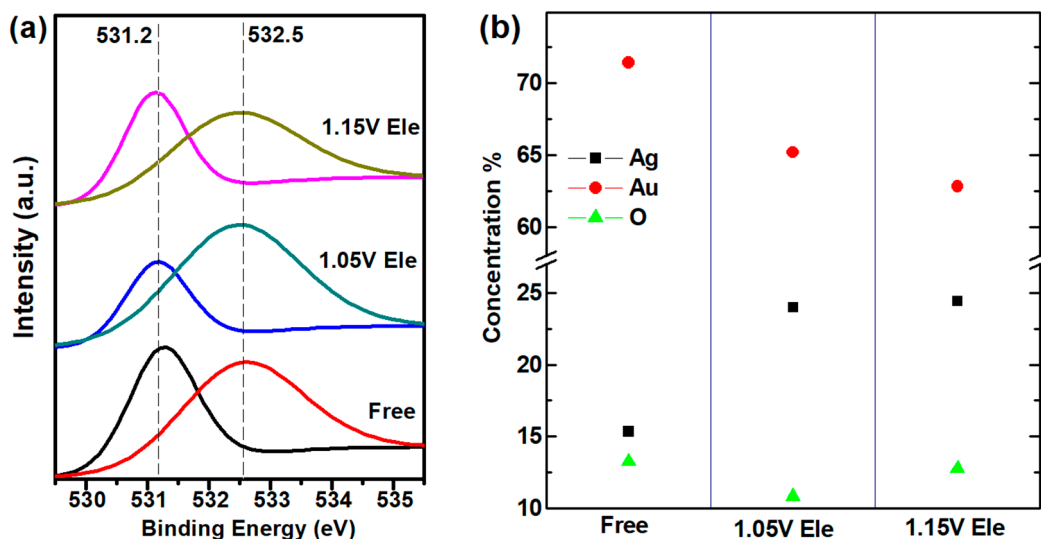 (a)
531.2
532.5
1.15V Ele
1.05V Ele
Free
Intensity (a.u.)
530 531 532 533 534 535
Binding Energy (eV)
(b)
70
65
60
25
20
15
10
Concentration %
Ag
Au
O
Free 1.05V Ele 1.15V Ele